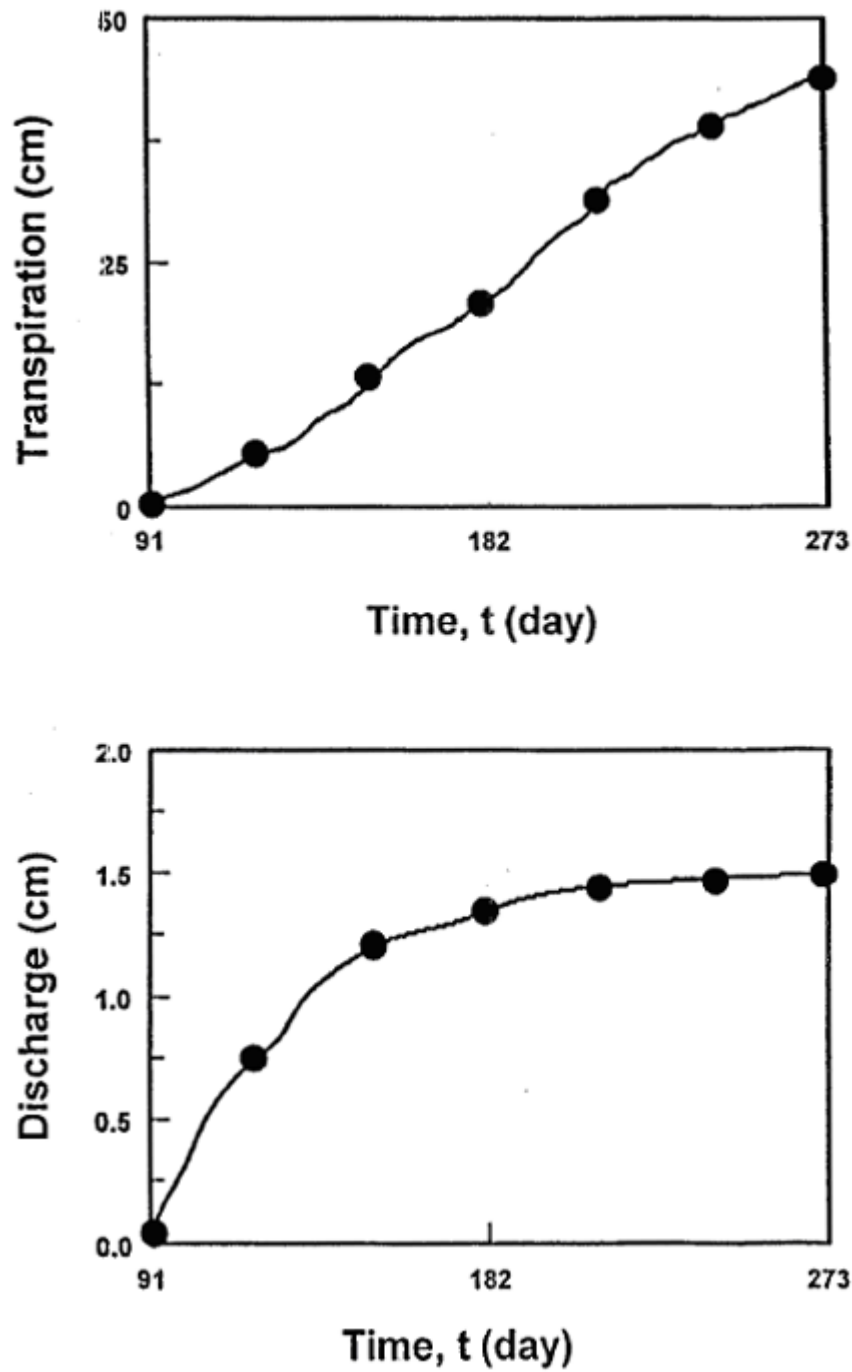 50
Transpiration (cm)
25
0
91 182 273
Time, t (day)
2.0
1.5
Discharge (cm)
1.0
0.5
0.0
91 182 273
Time, t (day)